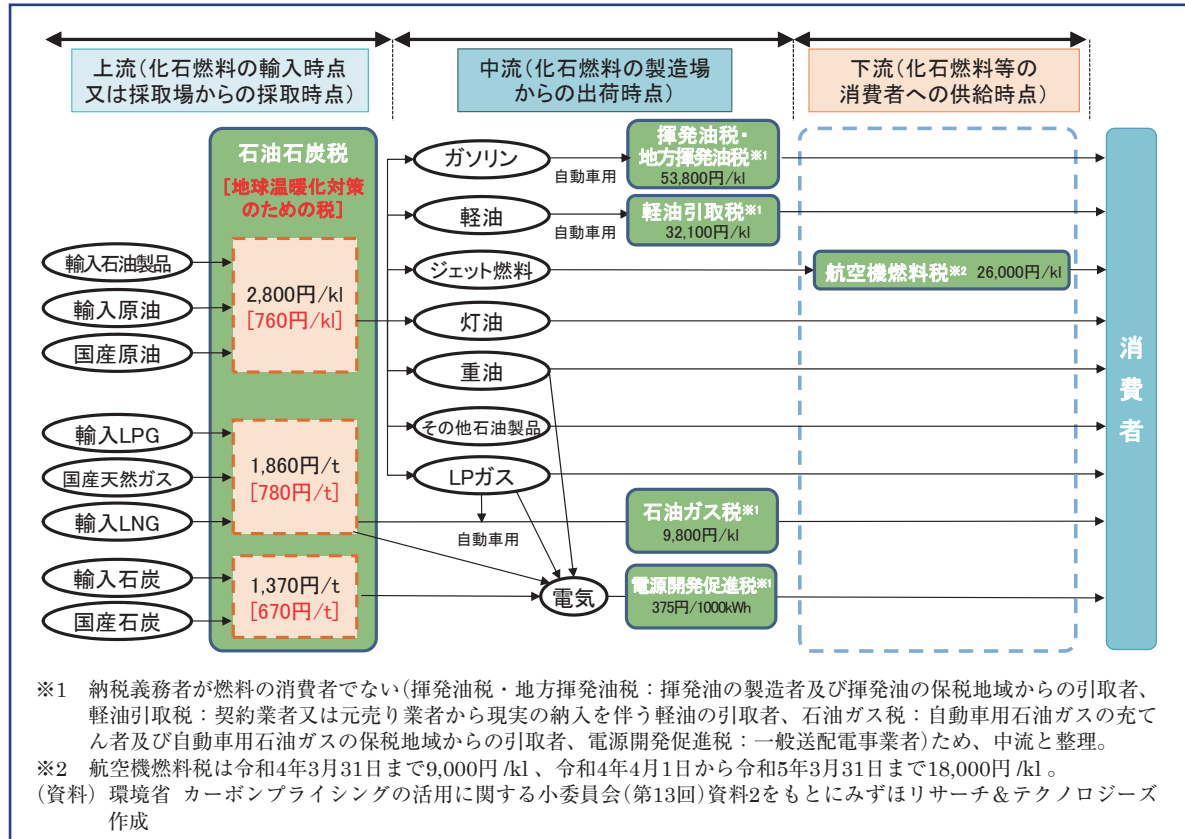 上流(化石燃料の輸入時点
又は採取場からの採取時点)
中流(化石燃料の製造場
からの出荷時点)
下流(化石燃料等の
消費者への供給時点)
石油石炭税
[地球温暖化対策
のための税]
輸入石油製品
輸入原油
国産原油
2,800円/kl
[760円/kl]
輸入LPG
国産天然ガス
輸入LNG
1,860円/t
[780円/t]
輸入石炭
国産石炭
1,370円/t
[670円/t]
ガソリン
自動車用
揮発油税・
地方揮発油税※1
53,800円/kl
軽油
自動車用
軽油引取税※1
32,100円/kl
ジェット燃料
航空機燃料税※2 26,000円/kl
灯油
重油
その他石油製品
LPガス
自動車用
石油ガス税※1
9,800円/kl
電気
電源開発促進税※1
375円/1000kWh
消費者
※1 納税義務者が燃料の消費者でない(揮発油税・地方揮発油税：揮発油の製造者及び揮発油の保税地域からの引取者、
軽油引取税：契約業者又は元売り業者から現実の納入を伴う軽油の引取者、石油ガス税：自動車用石油ガスの充て
ん者及び自動車用石油ガスの保税地域からの引取者、電源開発促進税：一般送配電事業者)ため、中流と整理。
※2 航空機燃料税は令和4年3月31日まで9,000円/kl、令和4年4月1日から令和5年3月31日まで18,000円/kl。
(資料) 環境省 カーボンプライシングの活用に関する小委員会(第13回)資料2をもとにみずほリサーチ＆テクノロジーズ
作成